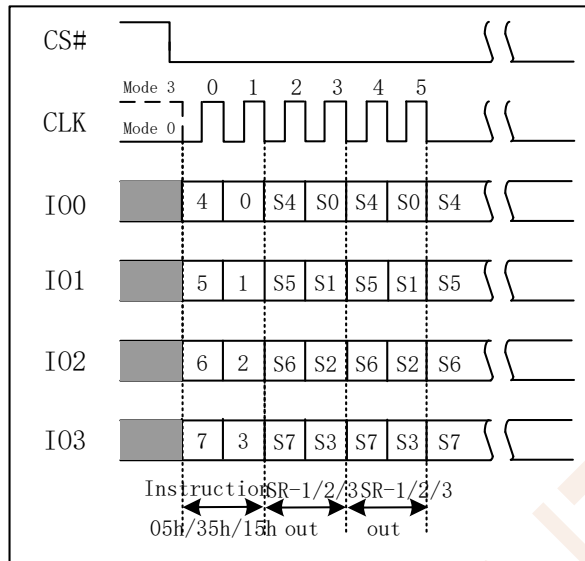 CS#
Mode 3 0 1 2 3 4 5
CLK
Mode 0
IO0 4 0 S4 S0 S4 S0 S4
IO1 5 1 S5 S1 S5 S1 S5
IO2 6 2 S6 S2 S6 S2 S6
IO3 7 3 S7 S3 S7 S3 S7
Instruction SR-1/2/3 SR-1/2/3
05h/35h/15h out out